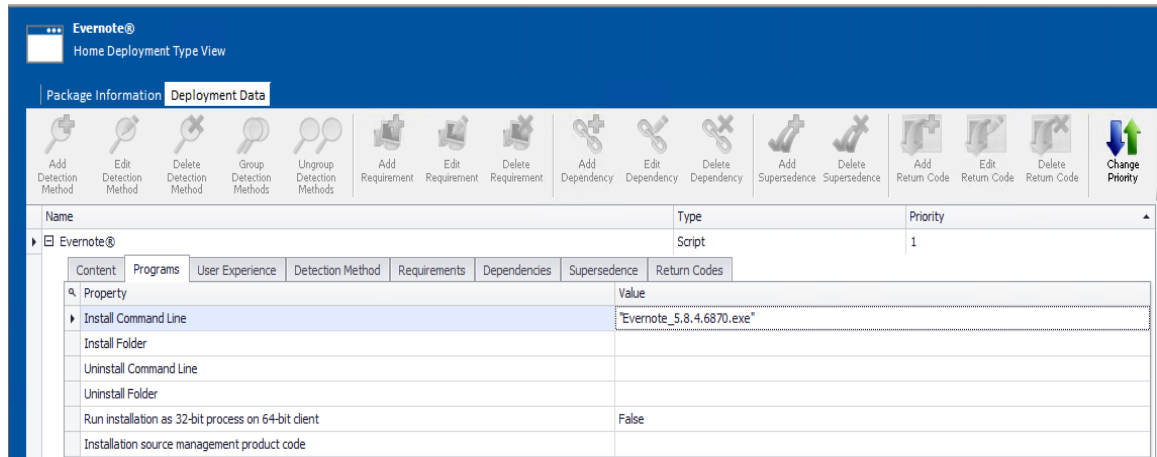 Evernote®
Home Deployment Type View
Package Information Deployment Data
Add Detection Method
Edit Detection Method
Delete Detection Method
Group Detection Methods
Ungroup Detection Methods
Add Requirement
Edit Requirement
Delete Requirement
Add Dependency
Edit Dependency
Delete Dependency
Add Supersedence
Delete Supersedence
Add Return Code
Edit Return Code
Delete Return Code
Change Priority
Name Type Priority
Evernote® Script 1
Content Programs User Experience Detection Method Requirements Dependencies Supersedence Return Codes
Property Value
Install Command Line "Evernote_5.8.4.6870.exe"
Install Folder
Uninstall Command Line
Uninstall Folder
Run installation as 32-bit process on 64-bit client False
Installation source management product code